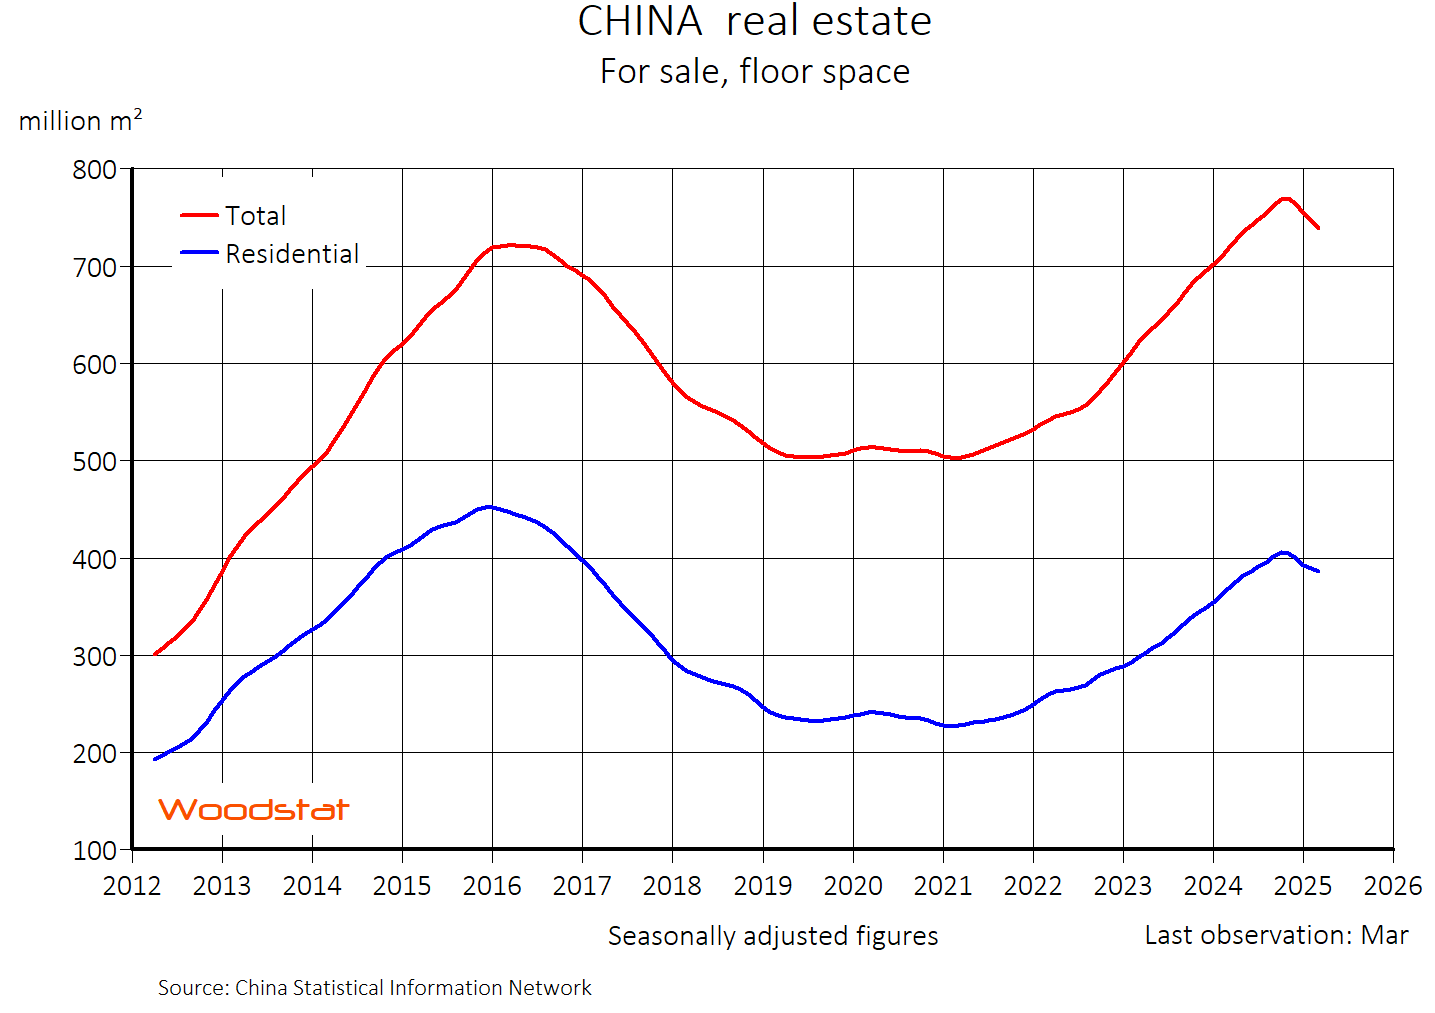 CHINA  real estate
For sale, floor space
million m²
800
Total
Residential
700
600
500
400
300
200
Woodstat
100
2012 2013 2014 2015 2016 2017 2018 2019 2020 2021 2022 2023 2024 2025 2026
Seasonally adjusted figures
Last observation: Mar
Source: China Statistical Information Network